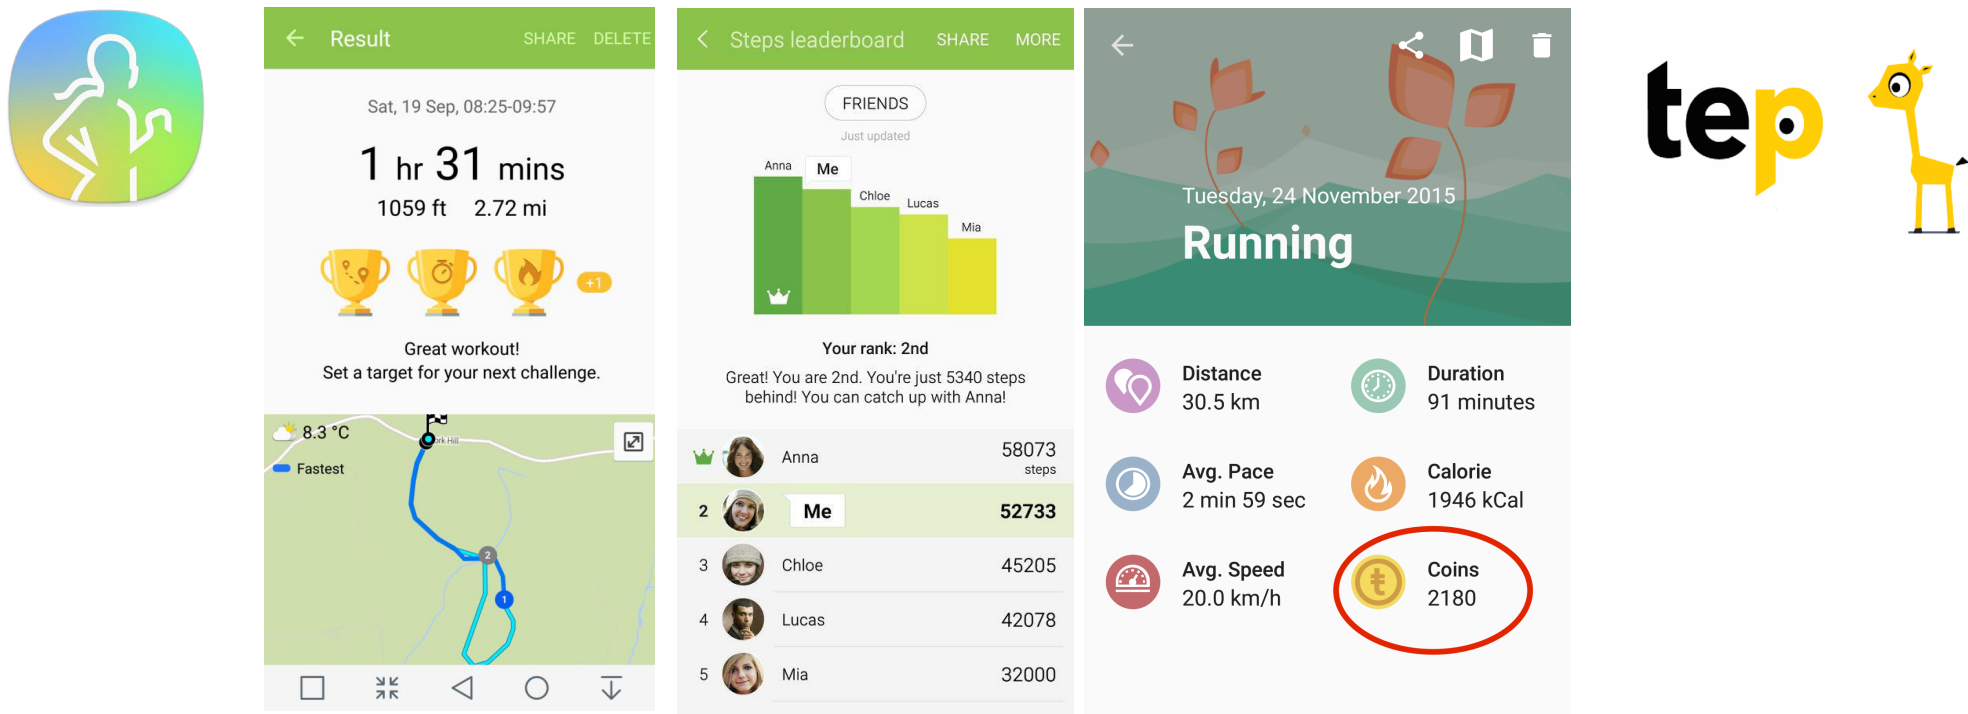 Result
SHARE DELETE
Sat, 19 Sep, 08:25-09:57
1 hr 31 mins
1059 ft 2.72 mi
+1
Great workout!
Set a target for your next challenge.
8.3 °C
Fastest
ork Hill
2
1
Steps leaderboard
SHARE MORE
FRIENDS
Just updated
Anna
Me
Chloe
Lucas
Mia
Your rank: 2nd
Great! You are 2nd. You're just 5340 steps
behind! You can catch up with Anna!
Anna 58073
steps
2 Me 52733
3 Chloe 45205
4 Lucas 42078
5 Mia 32000
Tuesday, 24 November 2015
Running
Distance
30.5 km
Duration
91 minutes
Avg. Pace
2 min 59 sec
Calorie
1946 kCal
Avg. Speed
20.0 km/h
Coins
2180
tep